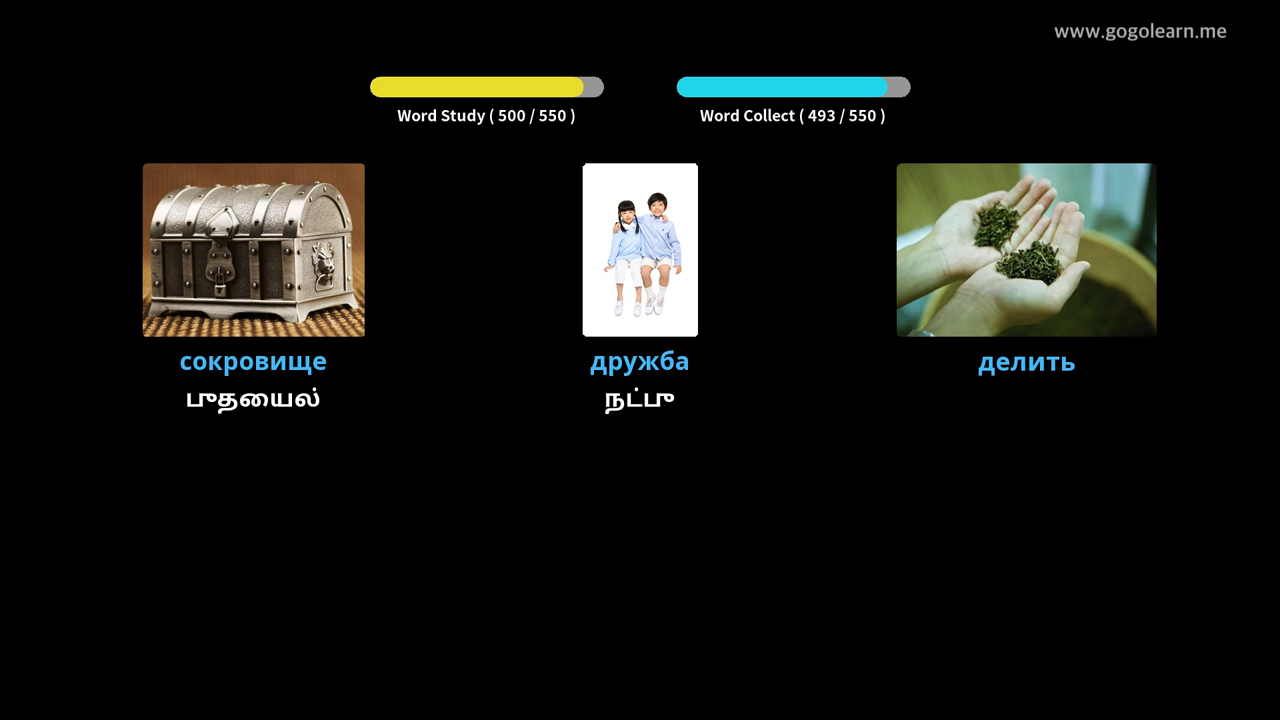 www.gogolearn.me
Word Study ( 500 / 550 )
Word Collect ( 493 / 550 )
сокровище
дружба
делить
புதையல்
நட்பு